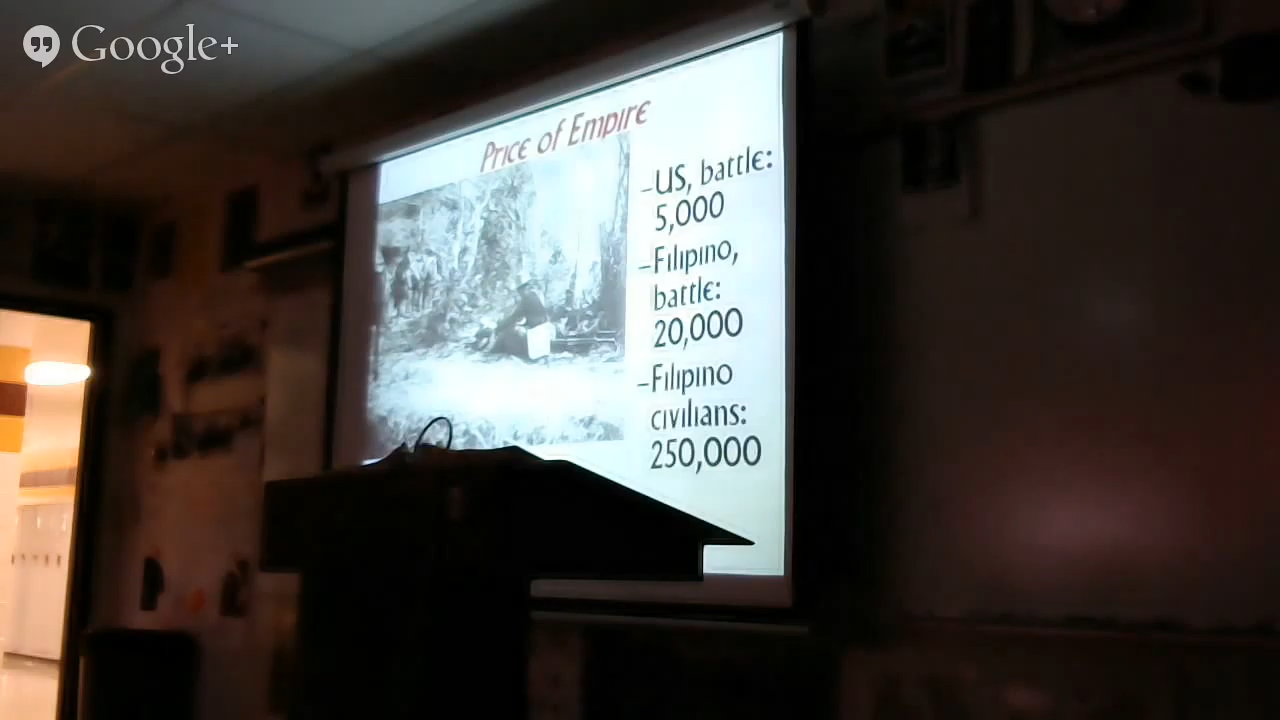 Google+
Price of Empire
–US, battle:
5,000
–Filipino,
battle:
20,000
–Filipino
civilians:
250,000